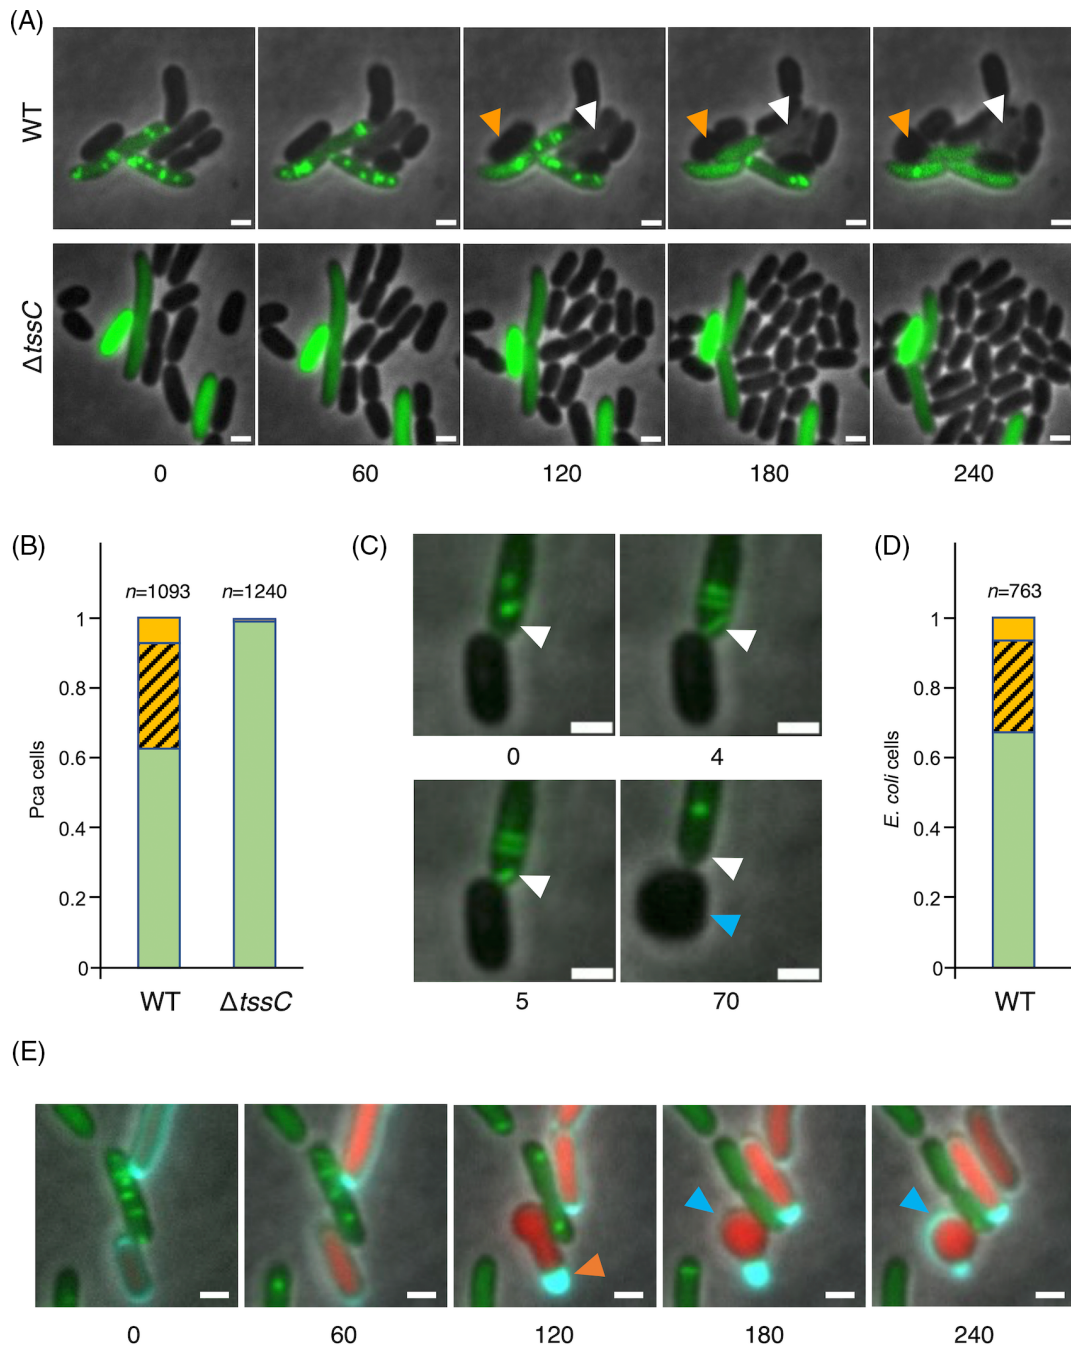 (A)
WT
ΔtssC
0 60 120 180 240
(B)
n=1093 n=1240
1
0.8
0.6
0.4
0.2
0
Pca cells
WT ΔtssC
(C)
0 4
5 70
(D)
n=763
1
0.8
0.6
0.4
0.2
0
E. coli cells
WT
(E)
0 60 120 180 240